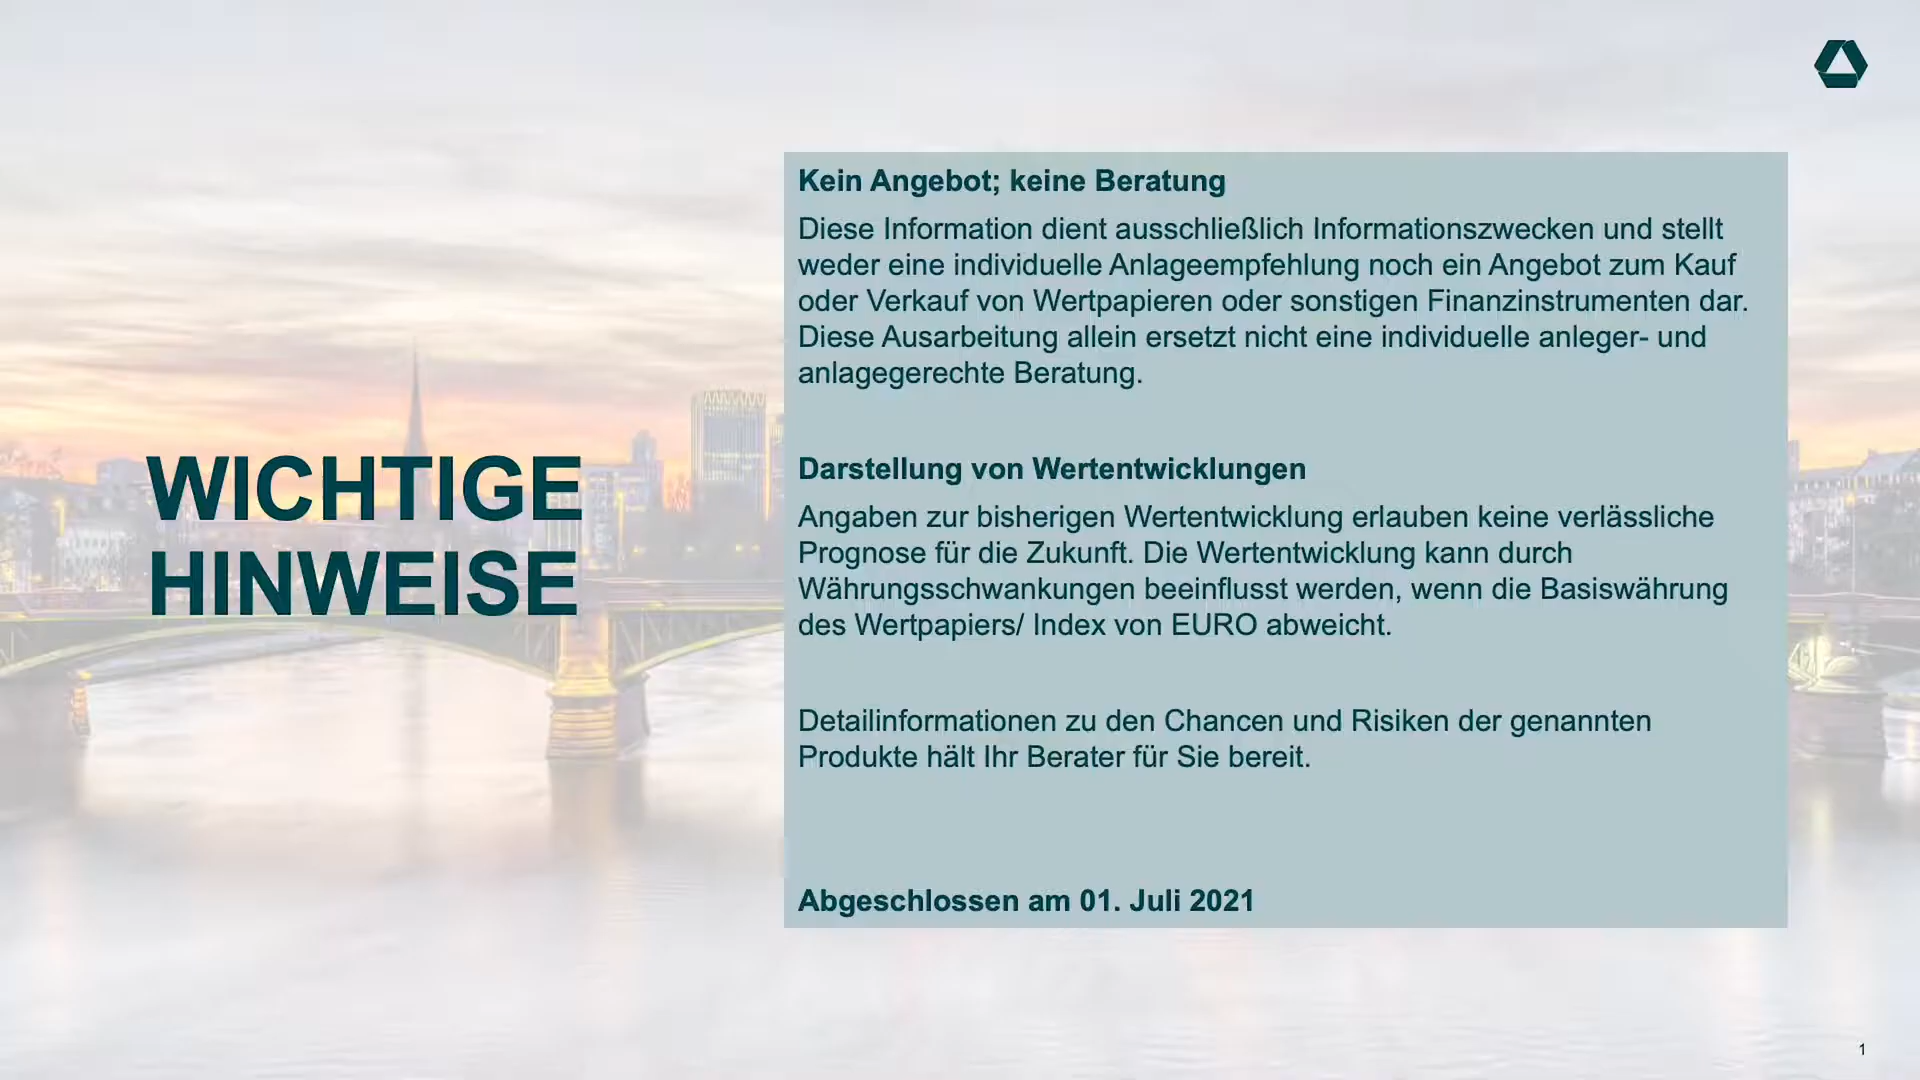 WICHTIGE
HINWEISE
Kein Angebot; keine Beratung
Diese Information dient ausschließlich Informationszwecken und stellt
weder eine individuelle Anlageempfehlung noch ein Angebot zum Kauf
oder Verkauf von Wertpapieren oder sonstigen Finanzinstrumenten dar.
Diese Ausarbeitung allein ersetzt nicht eine individuelle anleger- und
anlagegerechte Beratung.
Darstellung von Wertentwicklungen
Angaben zur bisherigen Wertentwicklung erlauben keine verlässliche
Prognose für die Zukunft. Die Wertentwicklung kann durch
Währungsschwankungen beeinflusst werden, wenn die Basiswährung
des Wertpapiers/ Index von EURO abweicht.
Detailinformationen zu den Chancen und Risiken der genannten
Produkte hält Ihr Berater für Sie bereit.
Abgeschlossen am 01. Juli 2021
1